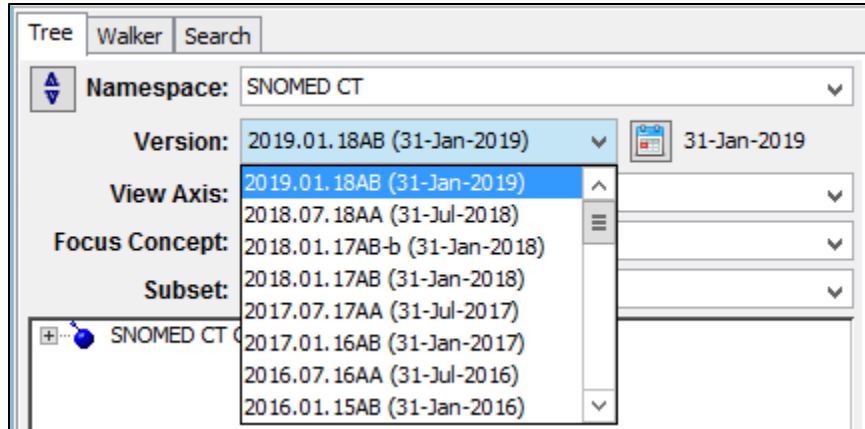 Tree Walker Search
Namespace: SNOMED CT
Version: 2019.01.18AB (31-Jan-2019) 31-Jan-2019
View Axis: 2019.01.18AB (31-Jan-2019)
2018.07.18AA (31-Jul-2018)
Focus Concept: 2018.01.17AB-b (31-Jan-2018)
2018.01.17AB (31-Jan-2018)
Subset:
2017.07.17AA (31-Jul-2017)
SNOMED CT
2017.01.16AB (31-Jan-2017)
2016.07.16AA (31-Jul-2016)
2016.01.15AB (31-Jan-2016)